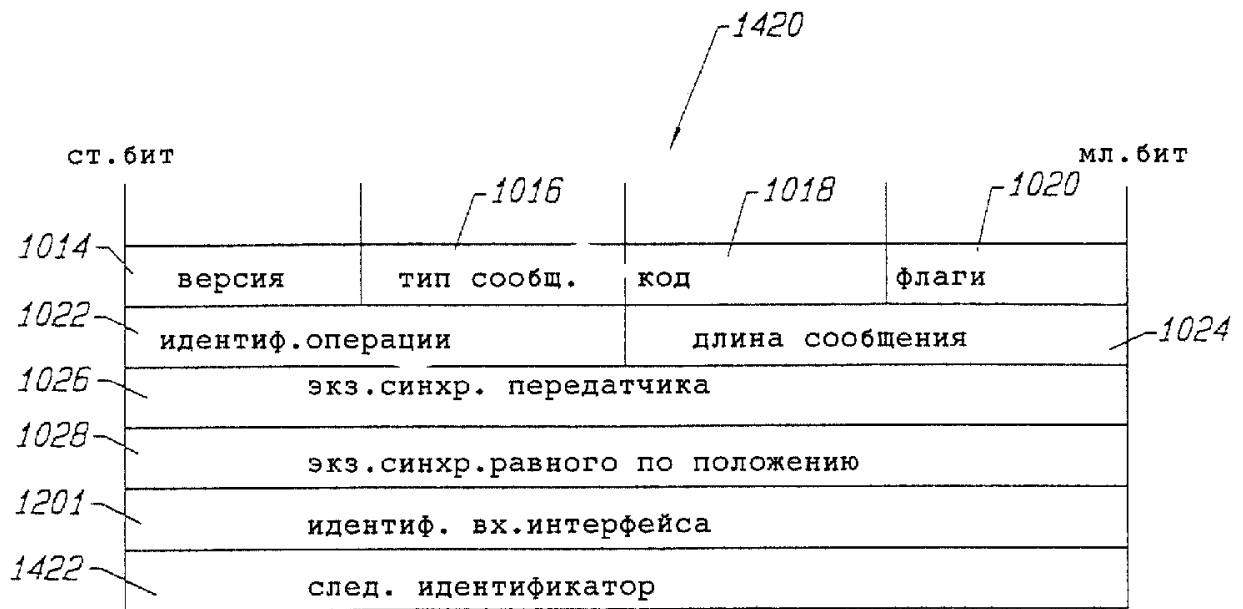 1420
ст.бит мл.бит
1016 1018 1020
1014 версия тип сообщ. код флаги
1022 идентиф.операции длина сообщения 1024
1026 экз.синхр. передатчика
1028 экз.синхр.равного по положению
1201 идентиф. вх.интерфейса
1422 след. идентификатор